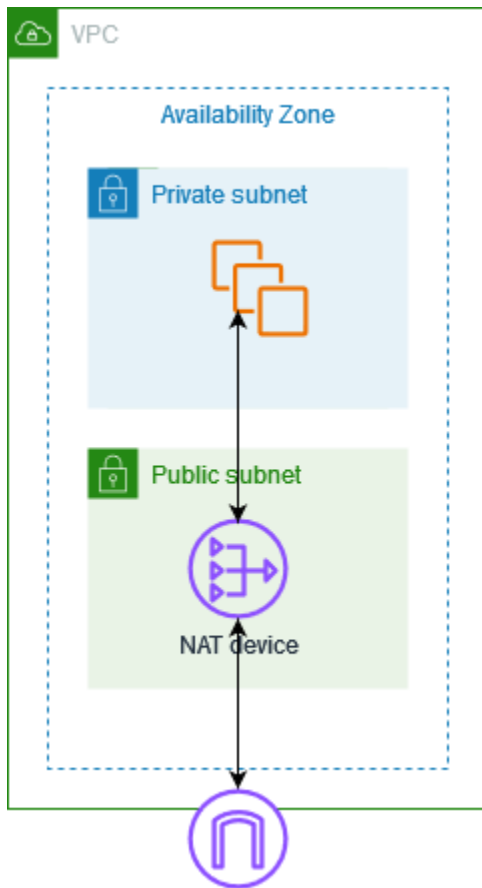 VPC
Availability Zone
Private subnet
Public subnet
NAT device